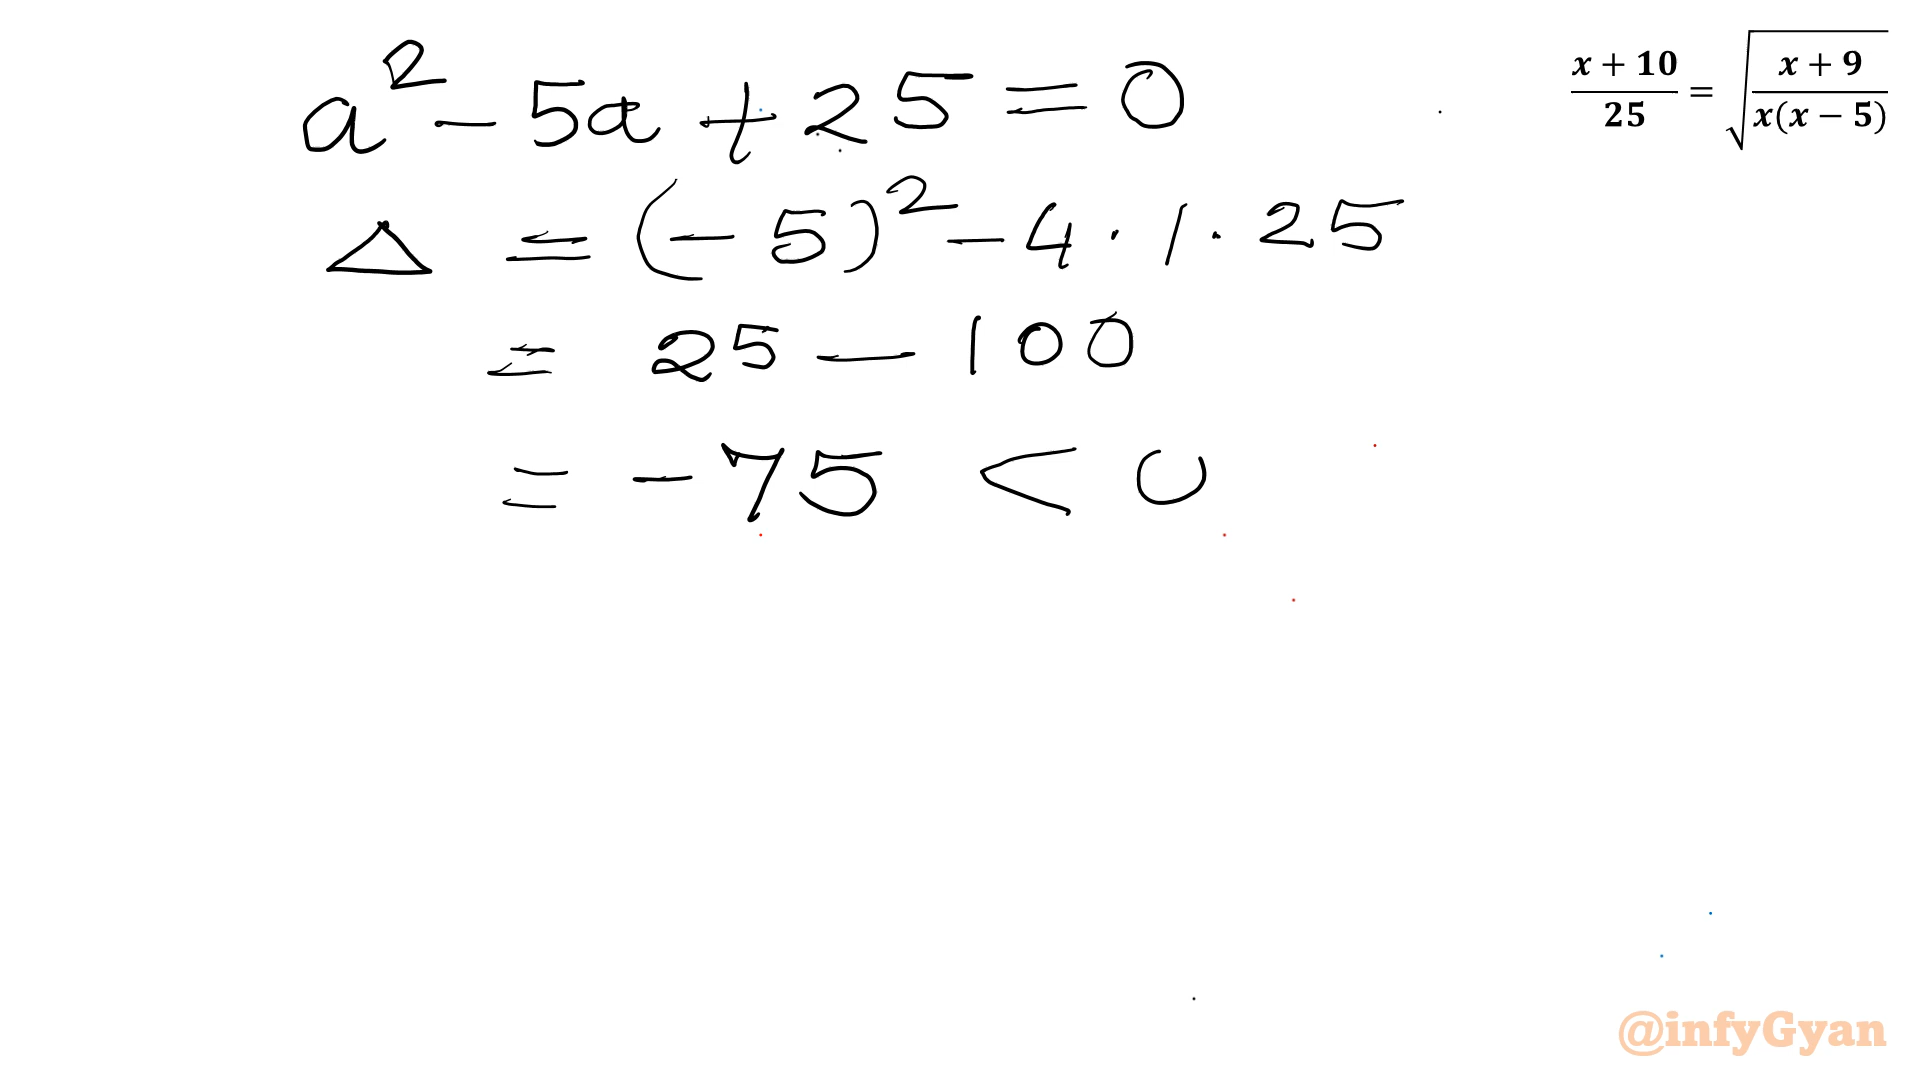 a² - 5a + 25 = 0
△ = (-5)² - 4 · 1 · 25
= 25 - 100
= -75 < 0
(x + 10)/25 = √((x + 9)/(x(x − 5)))
@infyGyan